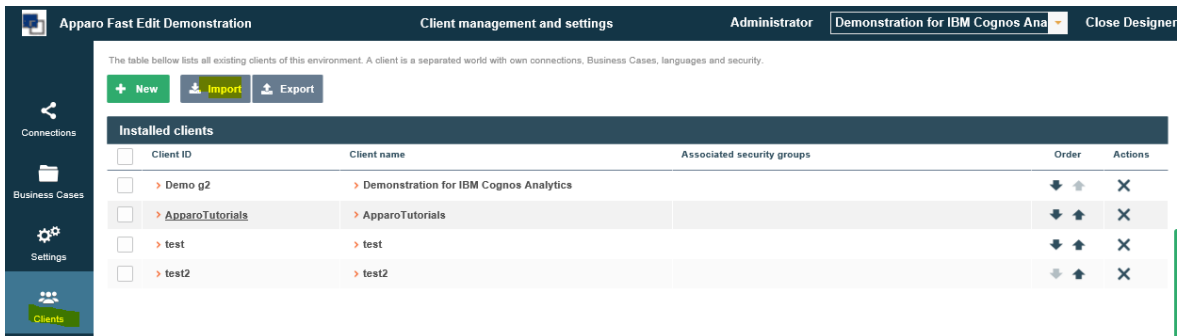 Apparo Fast Edit Demonstration Client management and settings Administrator Demonstration for IBM Cognos Ana Close Designer
The table bellow lists all existing clients of this environment. A client is a separated world with own connections, Business Cases, languages and security.
+ New Import Export
Connections
Business Cases
Settings
Clients
Installed clients
Client ID Client name Associated security groups Order Actions
> Demo g2 > Demonstration for IBM Cognos Analytics
> ApparoTutorials > ApparoTutorials
> test > test
> test2 > test2